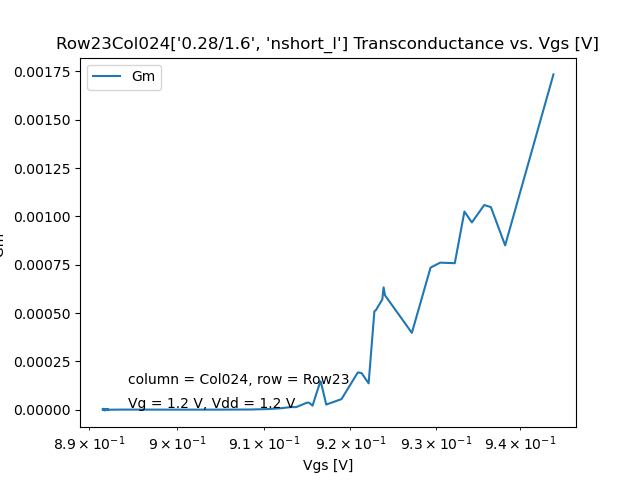 Row23Col024['0.28/1.6', 'nshort_l'] Transconductance vs. Vgs [V]
Gm
0.00175
0.00150
0.00125
0.00100
0.00075
0.00050
0.00025
0.00000
column = Col024, row = Row23
Vg = 1.2 V, Vdd = 1.2 V
8.9 × 10⁻¹ 9 × 10⁻¹ 9.1 × 10⁻¹ 9.2 × 10⁻¹ 9.3 × 10⁻¹ 9.4 × 10⁻¹
Vgs [V]